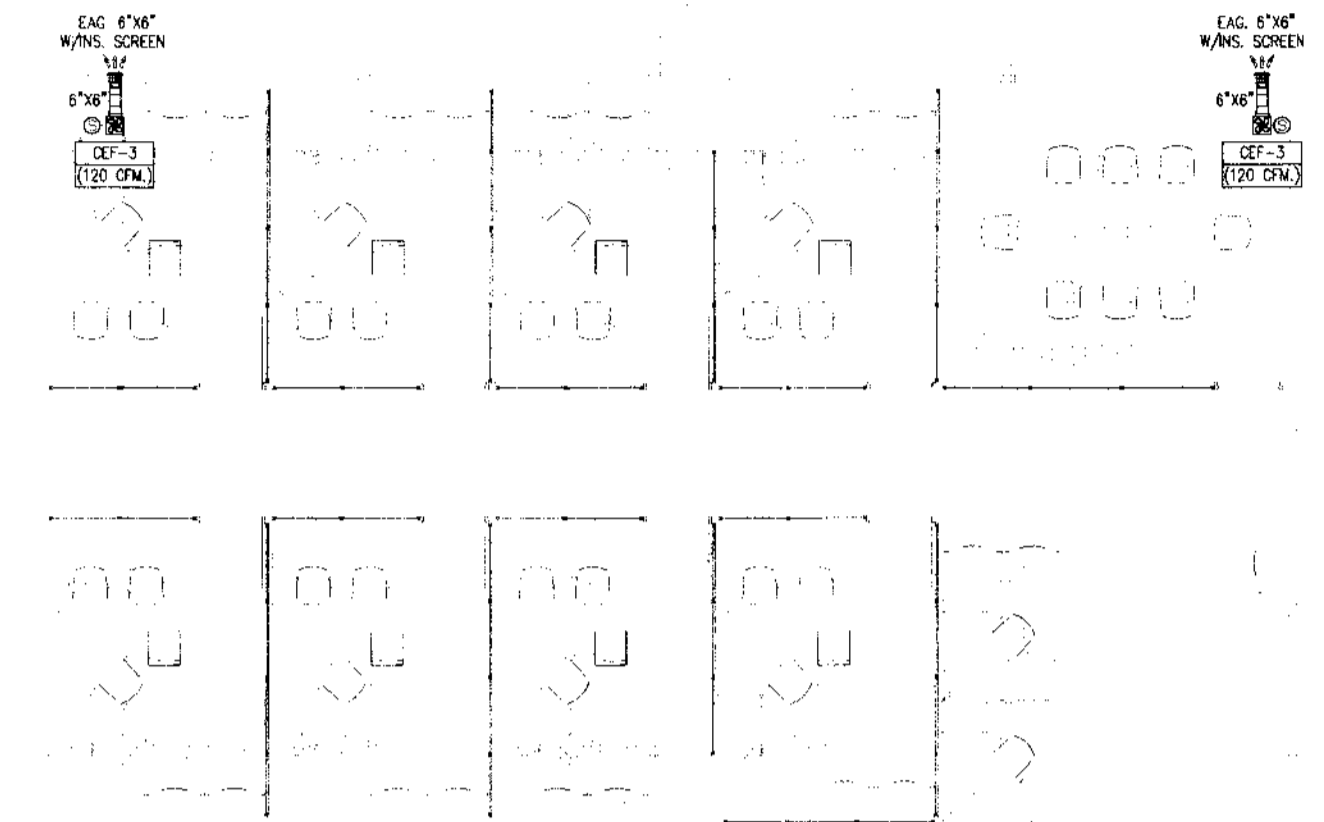 EAG 6"X6"
W/INS. SCREEN
6"X6"
S
CEF-3
(120 CFM.)
EAG. 6"X6"
W/INS. SCREEN
6"X6"
S
CEF-3
(120 CFM.)